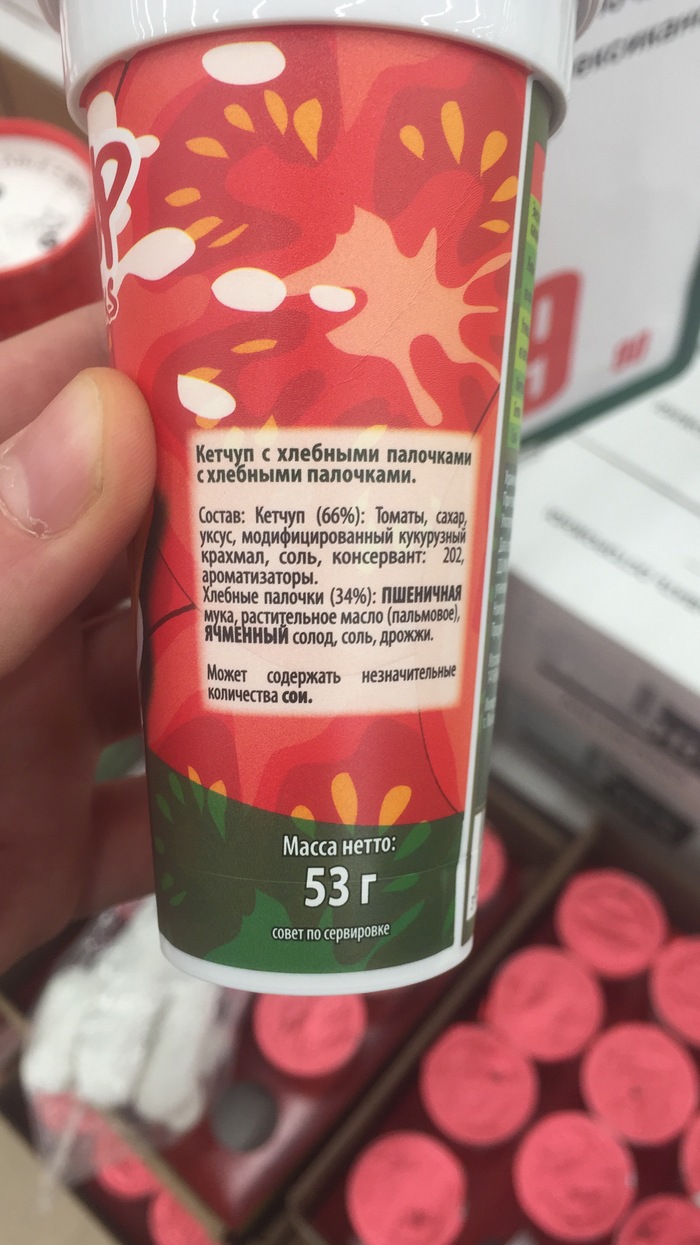 Кетчуп с хлебными палочками
с хлебными палочками.
Состав: Кетчуп (66%): Томаты, сахар,
уксус, модифицированный кукурузный
крахмал, соль, консервант: 202,
ароматизаторы.
Хлебные палочки (34%): ПШЕНИЧНАЯ
мука, растительное масло (пальмовое),
ЯЧМЕННЫЙ солод, соль, дрожжи.
Может содержать незначительные
количества сои.
Масса нетто:
53 г
совет по сервировке